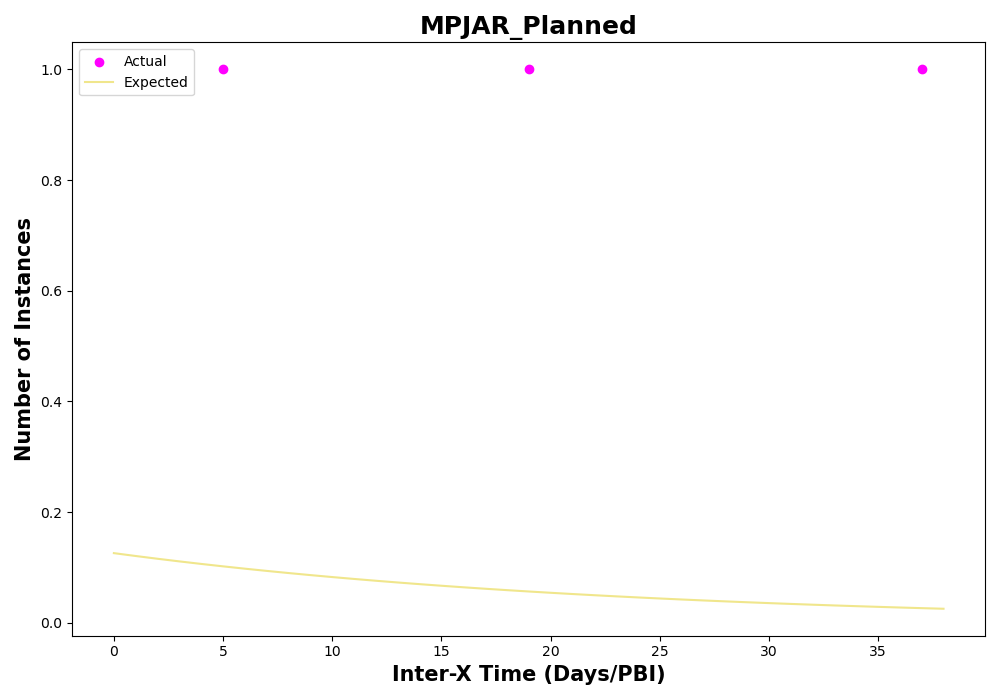 MPJAR_Planned
Actual
Expected
1.0
0.8
0.6
0.4
0.2
0.0
Number of Instances
0 5 10 15 20 25 30 35
Inter-X Time (Days/PBI)